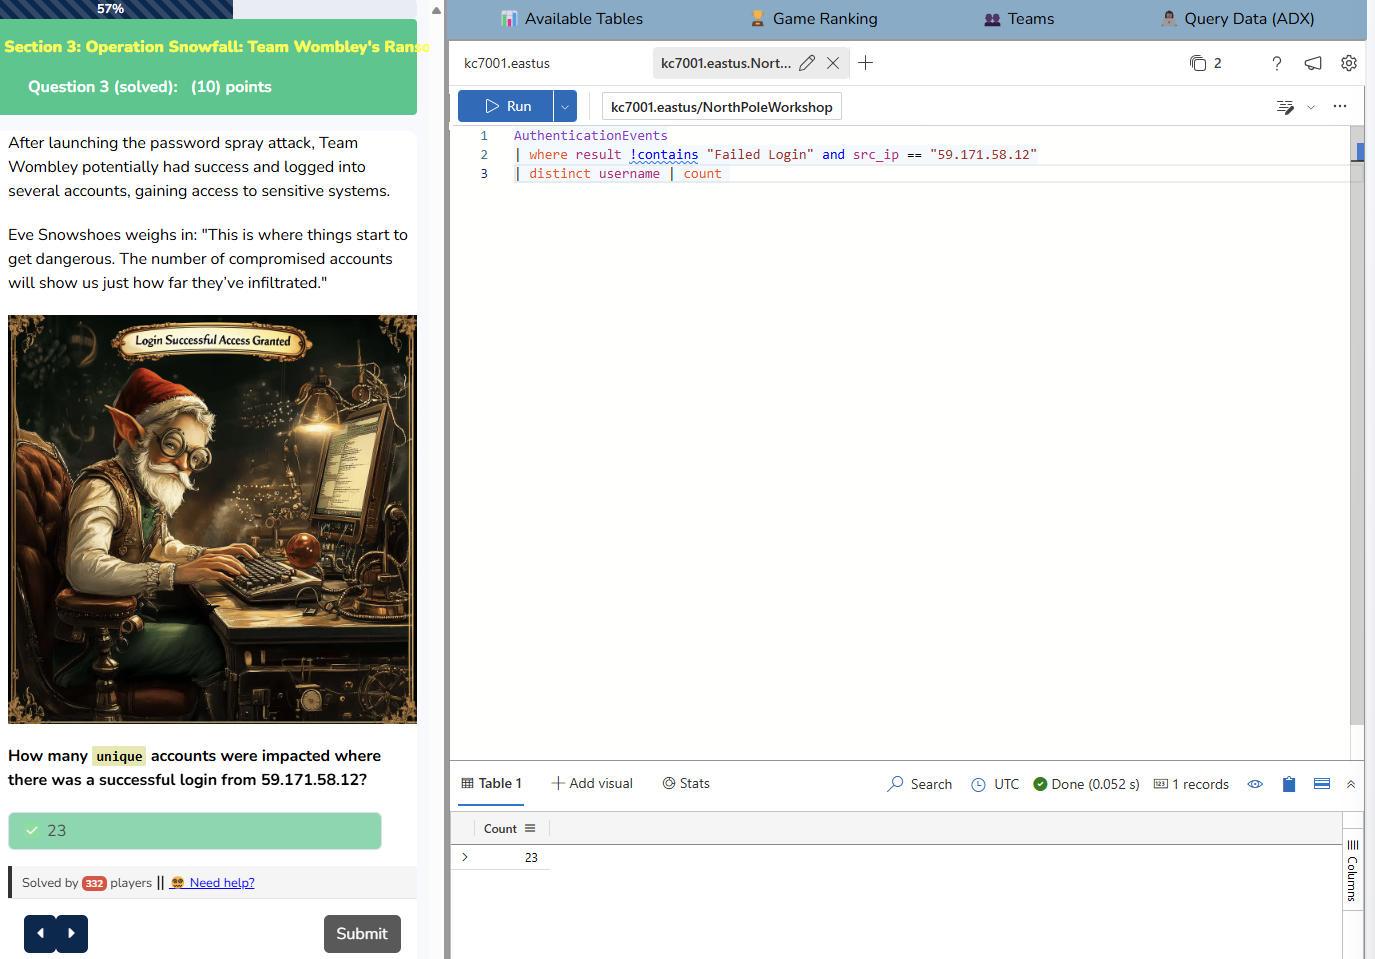 57%
Section 3: Operation Snowfall: Team Wombley's Ranso
Question 3 (solved): (10) points
After launching the password spray attack, Team
Wombley potentially had success and logged into
several accounts, gaining access to sensitive systems.
Eve Snowshoes weighs in: "This is where things start to
get dangerous. The number of compromised accounts
will show us just how far they've infiltrated."
Login Successful Access Granted
How many unique accounts were impacted where
there was a successful login from 59.171.58.12?
23
Solved by 332 players || Need help?
Submit
Available Tables
Game Ranking
Teams
Query Data (ADX)
kc7001.eastus
kc7001.eastus.Nort...
2
Run
kc7001.eastus/NorthPoleWorkshop
1 AuthenticationEvents
2 | where result !contains "Failed Login" and src_ip == "59.171.58.12"
3 | distinct username | count
Table 1
Add visual
Stats
Search
UTC
Done (0.052 s)
1 records
Count
23
Columns